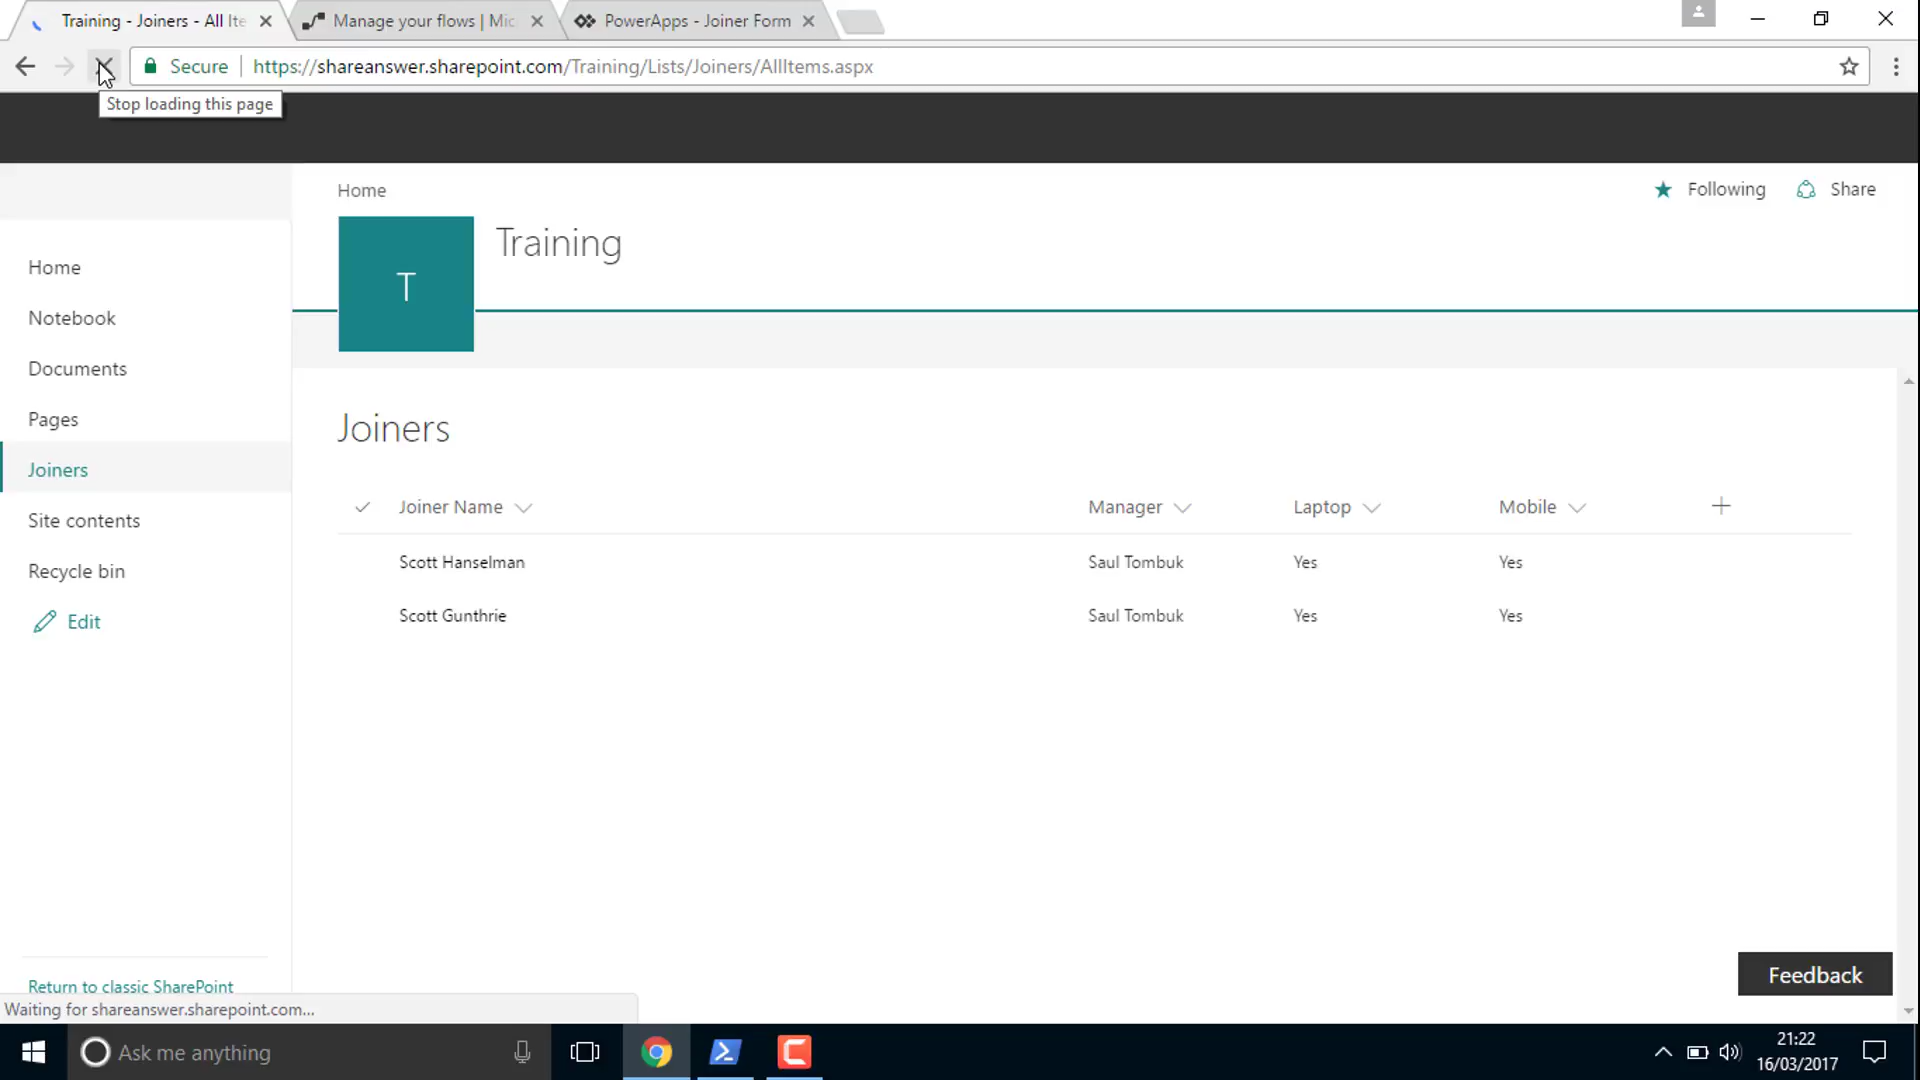 Training - Joiners - All Ite
Manage your flows | Mic
PowerApps - Joiner Form
Secure
https://shareanswer.sharepoint.com/Training/Lists/Joiners/AllItems.aspx
Stop loading this page
Home
Following
Share
T
Training
Home
Notebook
Documents
Pages
Joiners
Site contents
Recycle bin
Edit
Joiners
Joiner Name Manager Laptop Mobile
Scott Hanselman Saul Tombuk Yes Yes
Scott Gunthrie Saul Tombuk Yes Yes
Return to classic SharePoint
Feedback
Waiting for shareanswer.sharepoint.com...
Ask me anything
21:22
16/03/2017